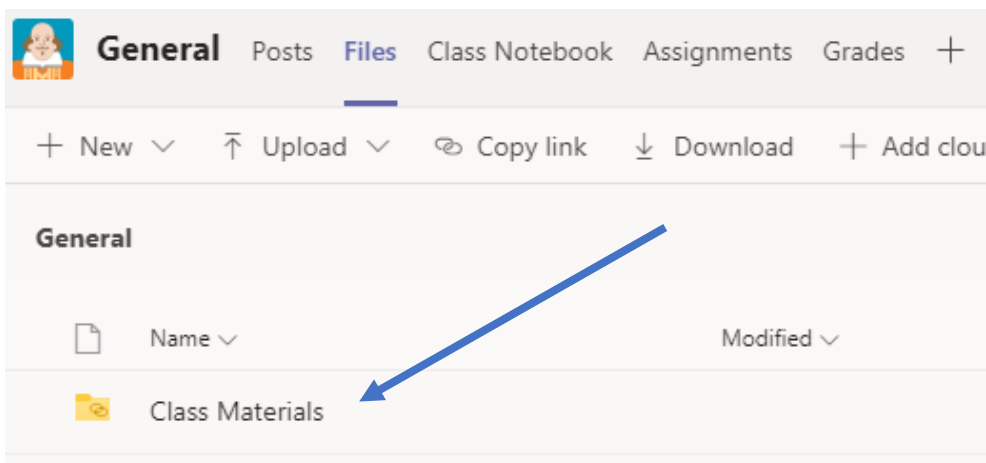 General Posts Files Class Notebook Assignments Grades
New Upload Copy link Download Add clou
General
Name Modified
Class Materials